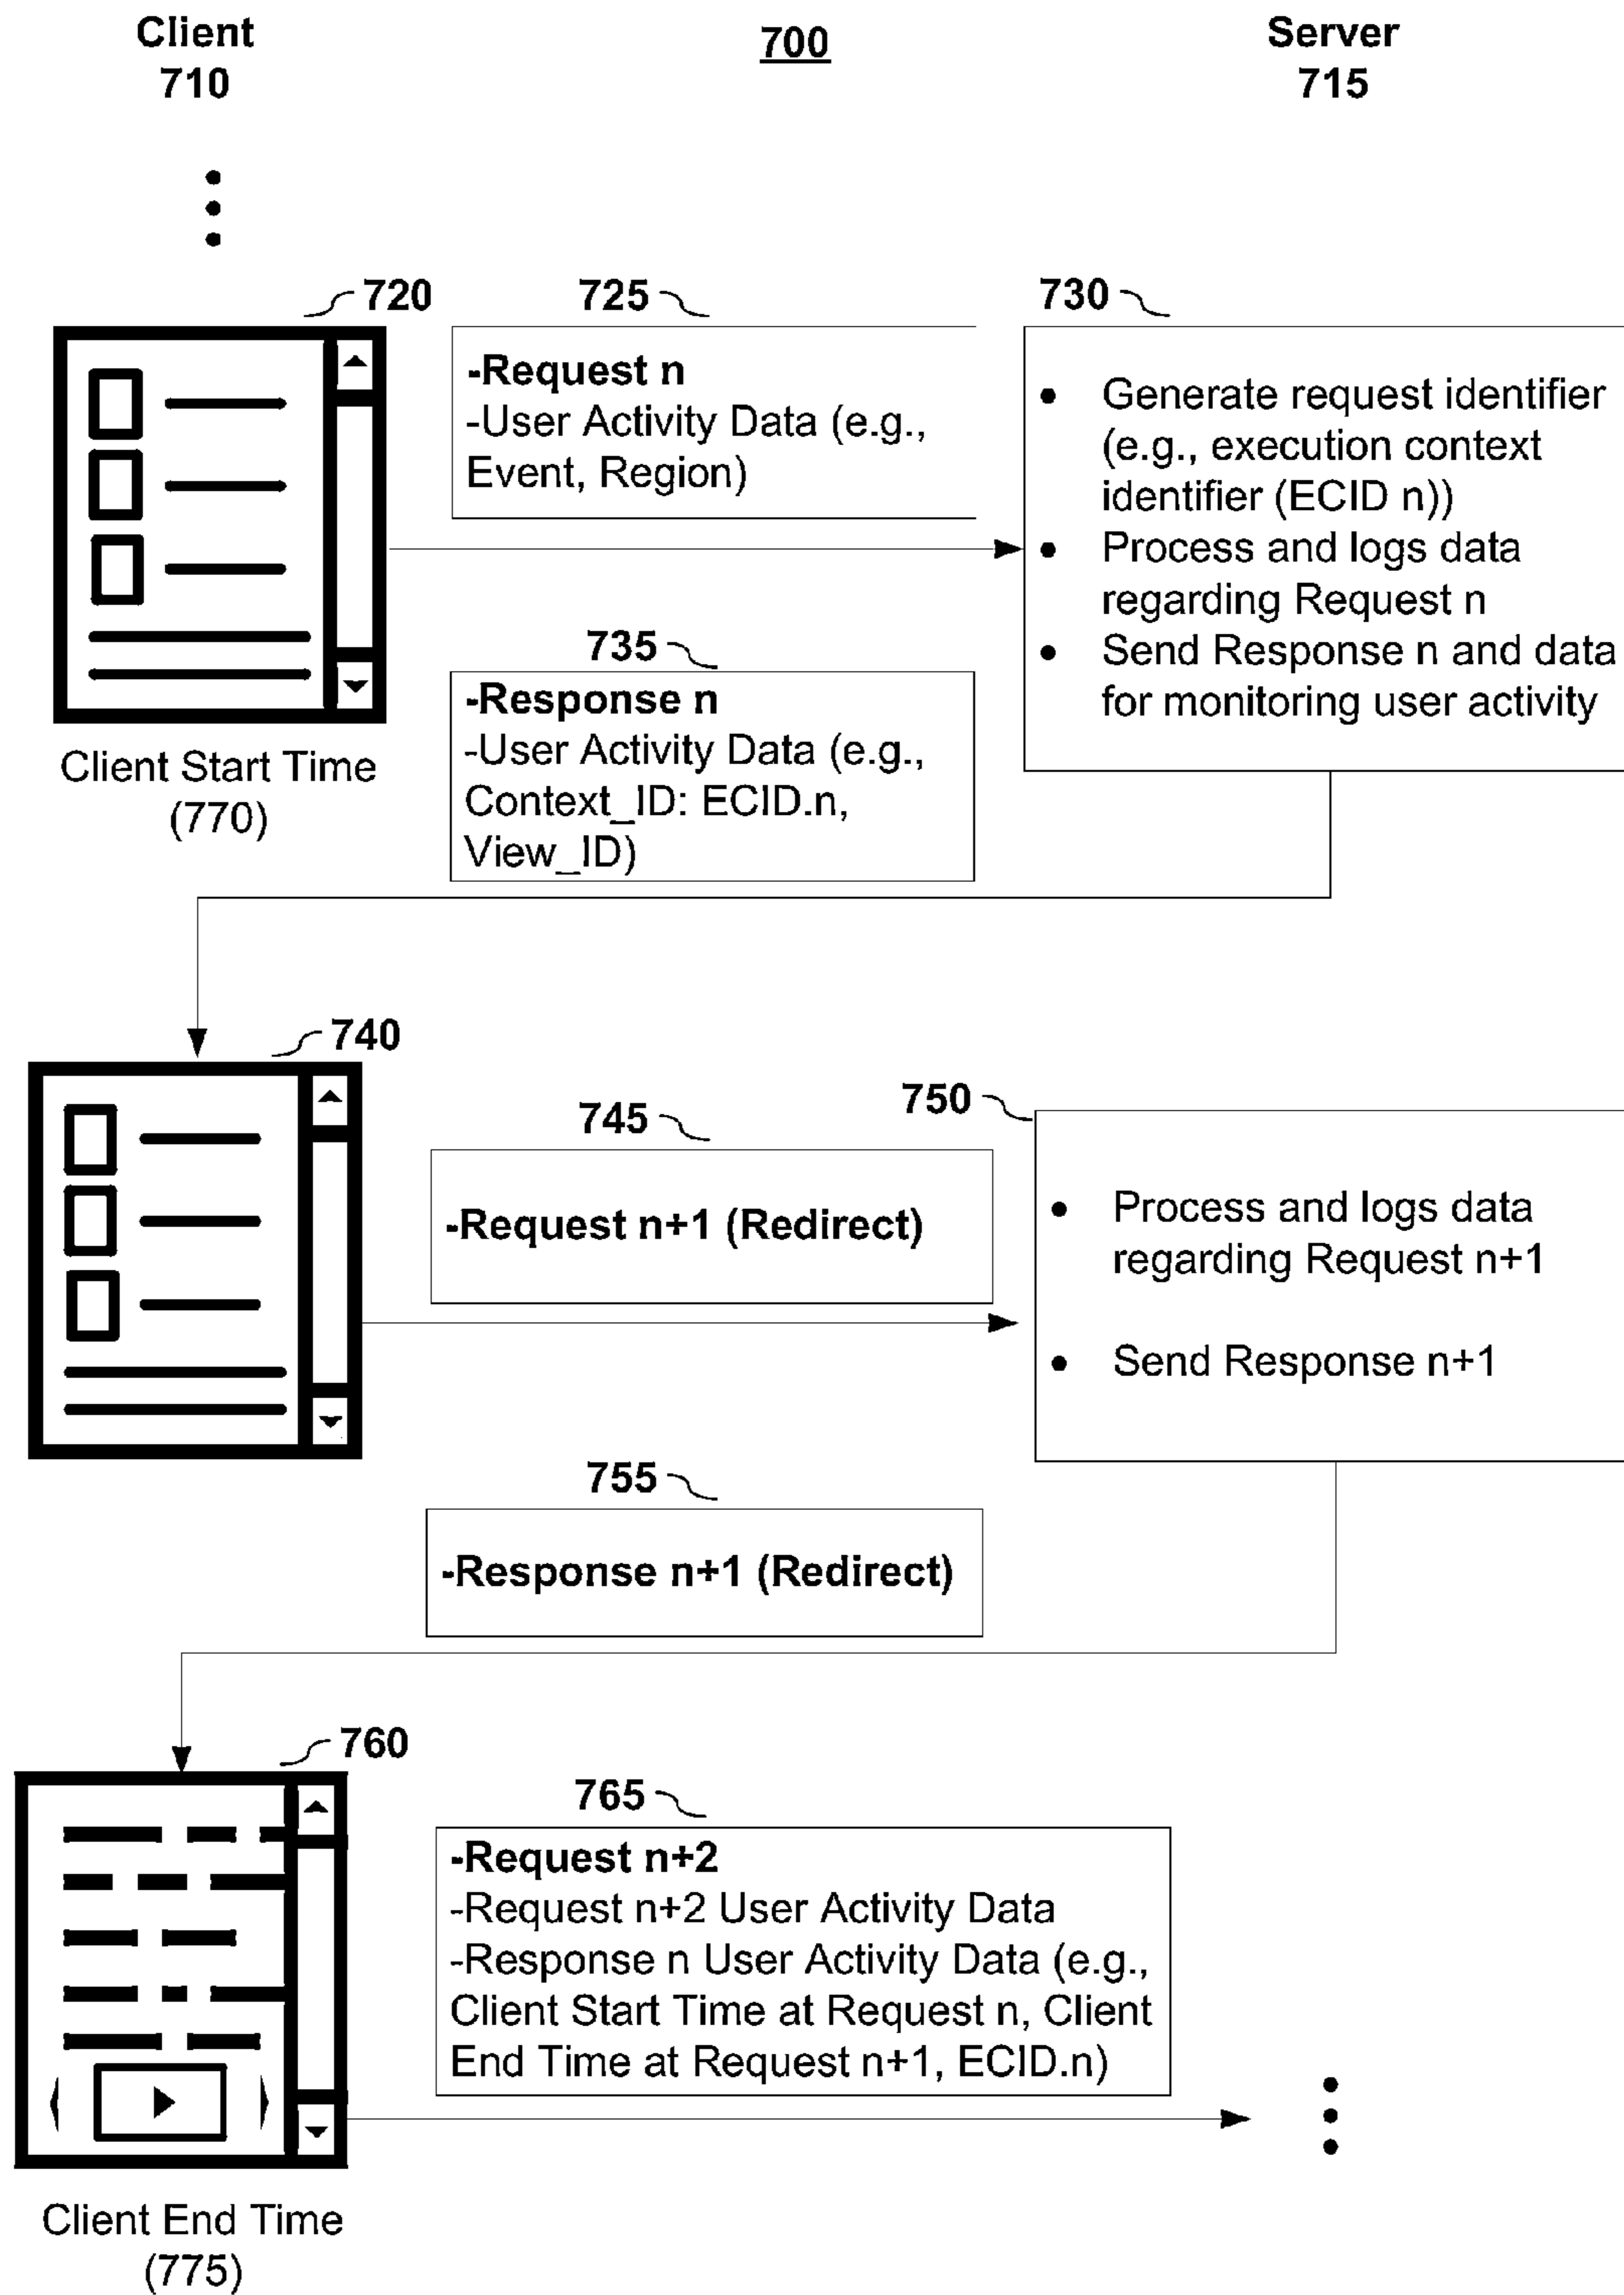 Client
710
700
Server
715
720
725
730
-Request n
-User Activity Data (e.g.,
Event, Region)
• Generate request identifier
(e.g., execution context
identifier (ECID n))
• Process and logs data
regarding Request n
• Send Response n and data
for monitoring user activity
735
-Response n
-User Activity Data (e.g.,
Context_ID: ECID.n,
View_ID)
Client Start Time
(770)
740
745
750
-Request n+1 (Redirect)
• Process and logs data
regarding Request n+1
• Send Response n+1
755
-Response n+1 (Redirect)
760
765
-Request n+2
-Request n+2 User Activity Data
-Response n User Activity Data (e.g.,
Client Start Time at Request n, Client
End Time at Request n+1, ECID.n)
Client End Time
(775)